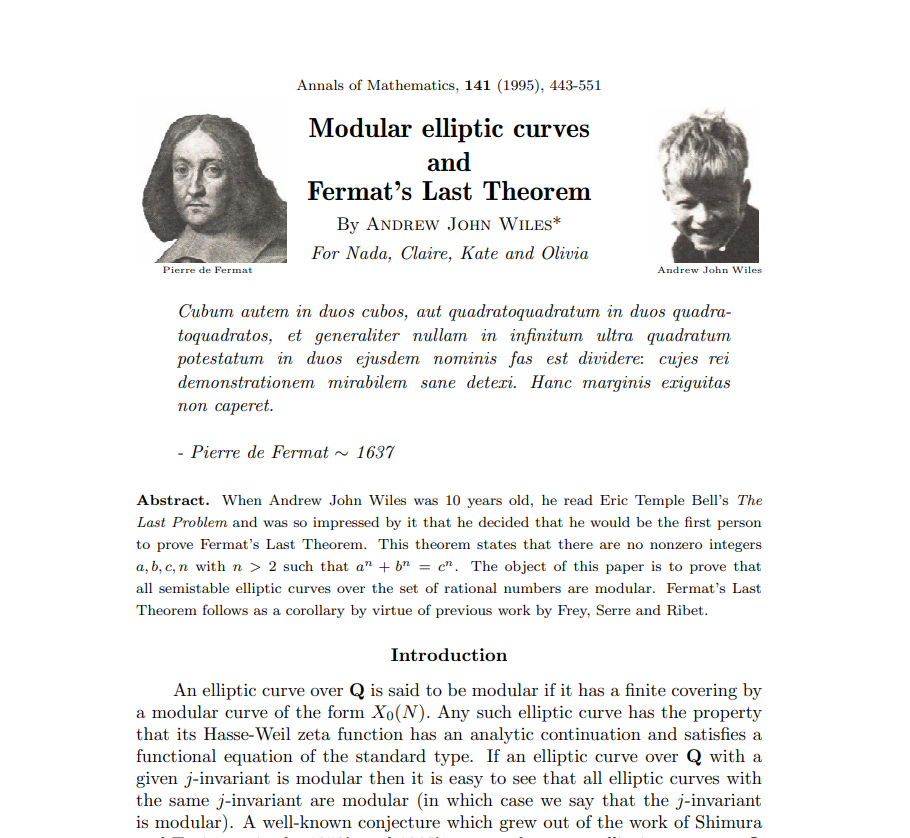 Annals of Mathematics, 141 (1995), 443-551
Modular elliptic curves
and
Fermat's Last Theorem
By Andrew John Wiles*
For Nada, Claire, Kate and Olivia
Pierre de Fermat
Andrew John Wiles
Cubum autem in duos cubos, aut quadratoquadratum in duos quadra-
toquadratos, et generaliter nullam in infinitum ultra quadratum
potestatum in duos ejusdem nominis fas est dividere: cujes rei
demonstrationem mirabilem sane detexi. Hanc marginis exiguitas
non caperet.
- Pierre de Fermat ∼ 1637
Abstract. When Andrew John Wiles was 10 years old, he read Eric Temple Bell's The
Last Problem and was so impressed by it that he decided that he would be the first person
to prove Fermat's Last Theorem. This theorem states that there are no nonzero integers
a, b, c, n with n > 2 such that aⁿ + bⁿ = cⁿ. The object of this paper is to prove that
all semistable elliptic curves over the set of rational numbers are modular. Fermat's Last
Theorem follows as a corollary by virtue of previous work by Frey, Serre and Ribet.
Introduction
An elliptic curve over Q is said to be modular if it has a finite covering by
a modular curve of the form X₀(N). Any such elliptic curve has the property
that its Hasse-Weil zeta function has an analytic continuation and satisfies a
functional equation of the standard type. If an elliptic curve over Q with a
given j-invariant is modular then it is easy to see that all elliptic curves with
the same j-invariant are modular (in which case we say that the j-invariant
is modular). A well-known conjecture which grew out of the work of Shimura